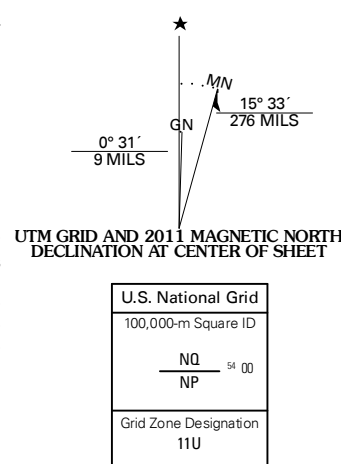 MN
15° 33´
276 MILS
GN
0° 31´
9 MILS
UTM GRID AND 2011 MAGNETIC NORTH
DECLINATION AT CENTER OF SHEET
U.S. National Grid
100,000-m Square ID
NQ
54 00
NP
Grid Zone Designation
11U